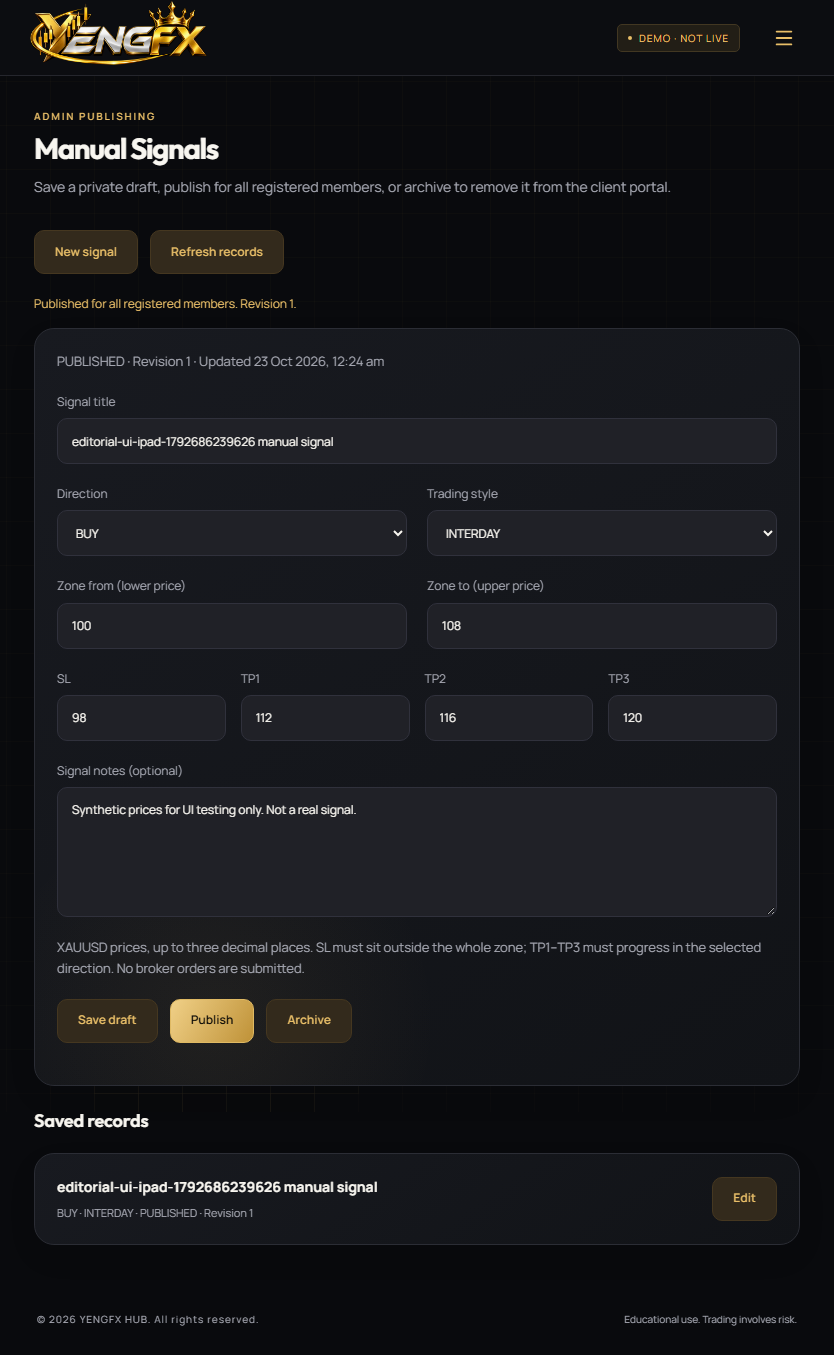 YENGFX
DEMO · NOT LIVE
ADMIN PUBLISHING
Manual Signals
Save a private draft, publish for all registered members, or archive to remove it from the client portal.
New signal
Refresh records
Published for all registered members. Revision 1.
PUBLISHED · Revision 1 · Updated 23 Oct 2026, 12:24 am
Signal title
editorial-ui-ipad-1792686239626 manual signal
Direction
Trading style
BUY
INTERDAY
Zone from (lower price)
Zone to (upper price)
100
108
SL
TP1
TP2
TP3
98
112
116
120
Signal notes (optional)
Synthetic prices for UI testing only. Not a real signal.
XAUUSD prices, up to three decimal places. SL must sit outside the whole zone; TP1–TP3 must progress in the selected
direction. No broker orders are submitted.
Save draft
Publish
Archive
Saved records
editorial-ui-ipad-1792686239626 manual signal
BUY · INTERDAY · PUBLISHED · Revision 1
Edit
© 2026 YENGFX HUB. All rights reserved.
Educational use. Trading involves risk.